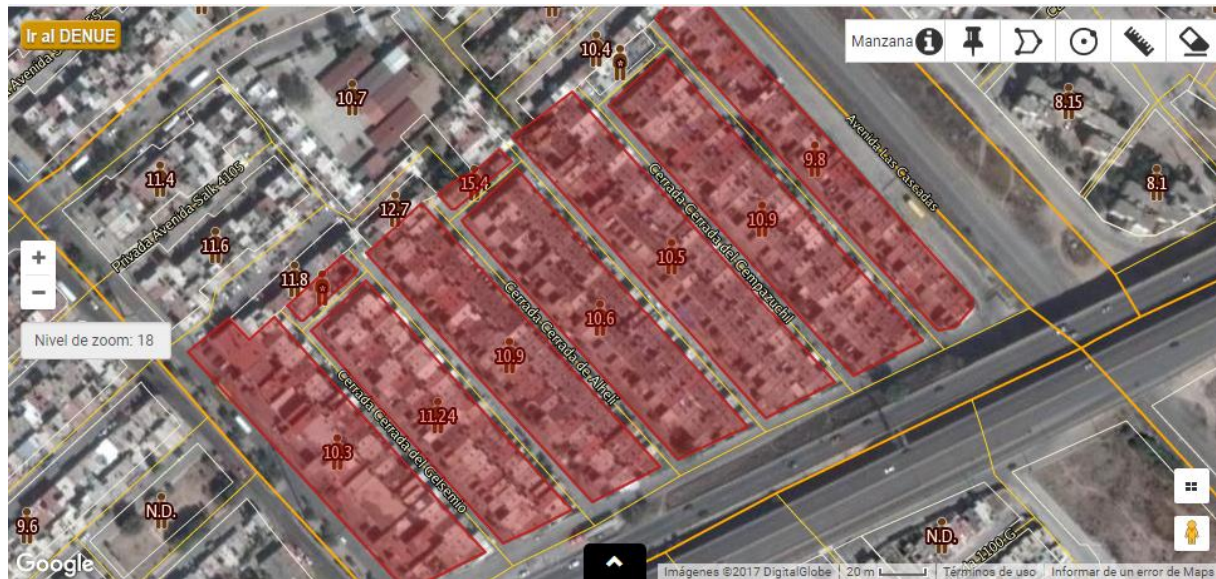 Ir al DENUE
Manzana
10.4
10.7
8.15
Avenida Las Cascadas
9.8
11.4
Privada Avenida Salk 4105
15.4
8.1
12.7
Cerrada Cerrada del Cempazuchil
10.9
11.6
10.5
11.8
+
−
Nivel de zoom: 18
Cerrada Cerrada de Alheli
10.6
10.9
Cerrada Cerrada del Gelsemio
11.24
10.3
N.D.
9.6
N.D.
1100-G
Google
Imágenes ©2017 DigitalGlobe
20 m
Términos de uso
Informar de un error de Maps